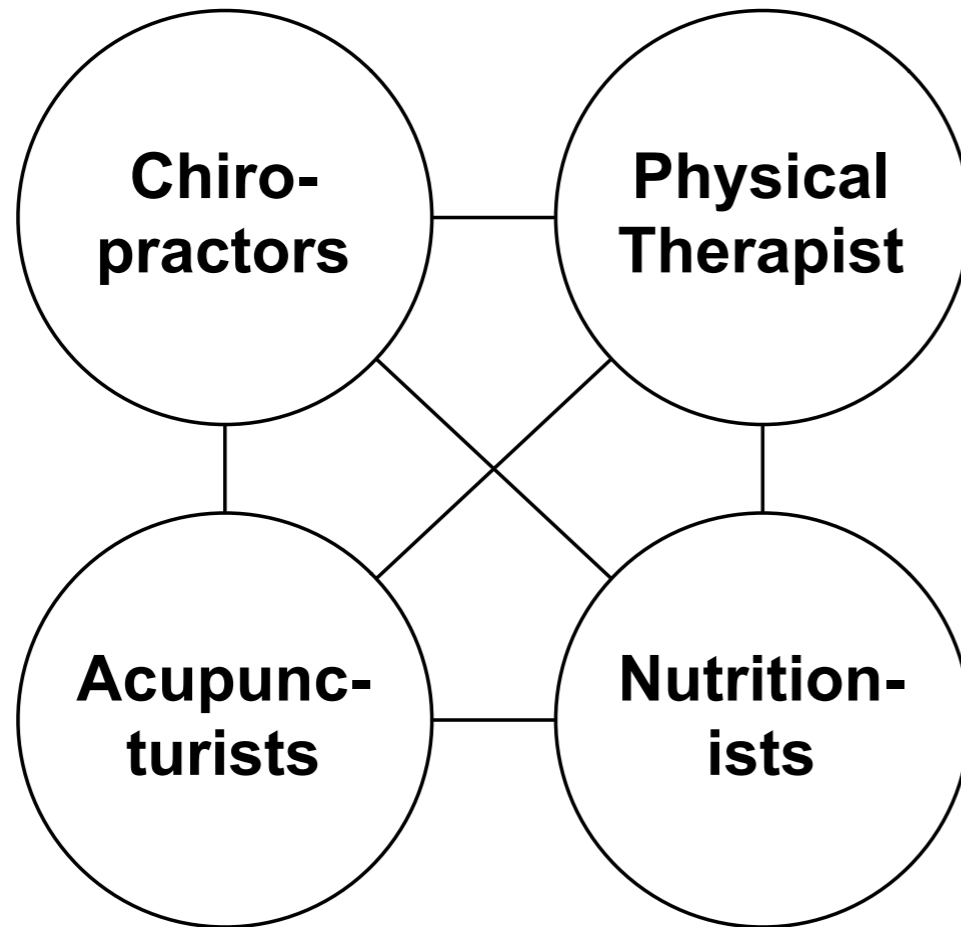 Chiro-
practors
Physical
Therapist
Acupunc-
turists
Nutrition-
ists